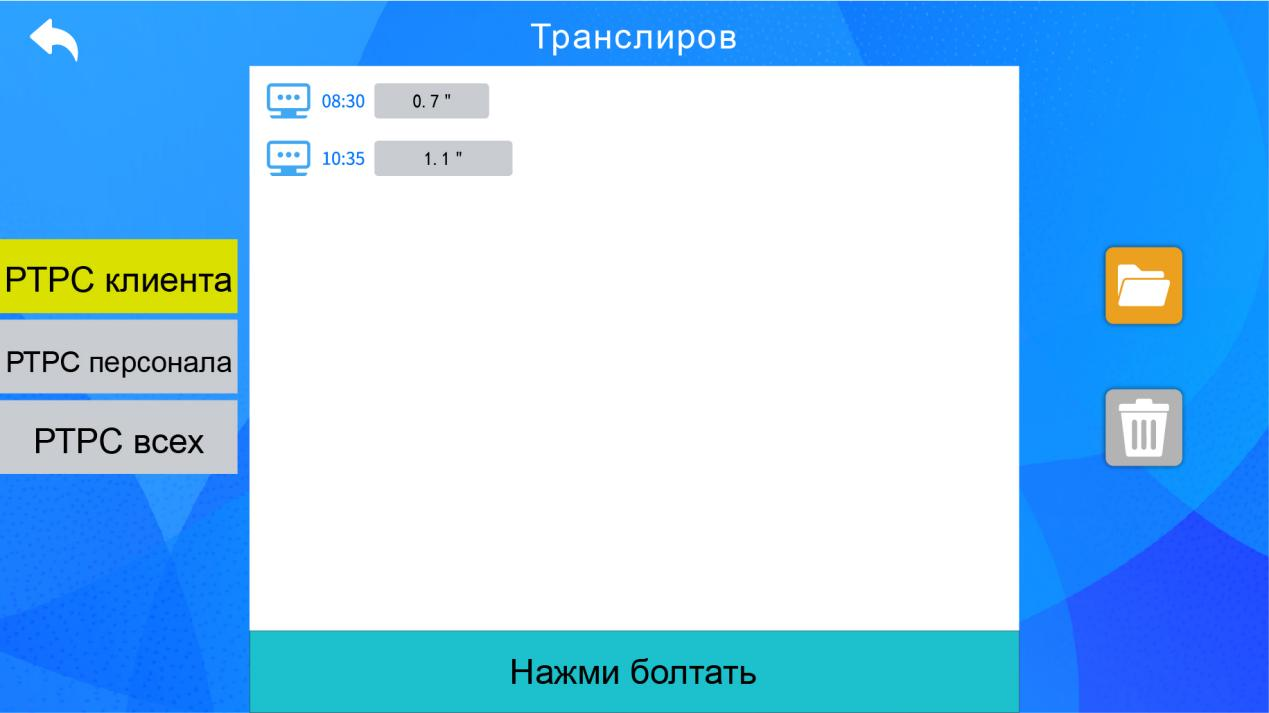 Транслиров
08:30 0.7"
10:35 1.1"
РТРС клиента
РТРС персонала
РТРС всех
Нажми болтать